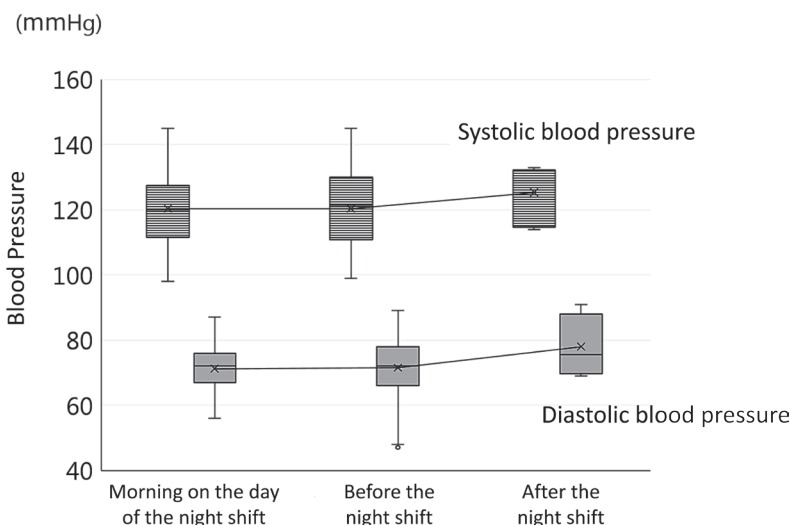 (mmHg)
160
140
120
100
80
60
40
Blood Pressure
Systolic blood pressure
Diastolic blood pressure
Morning on the day
of the night shift
Before the
night shift
After the
night shift